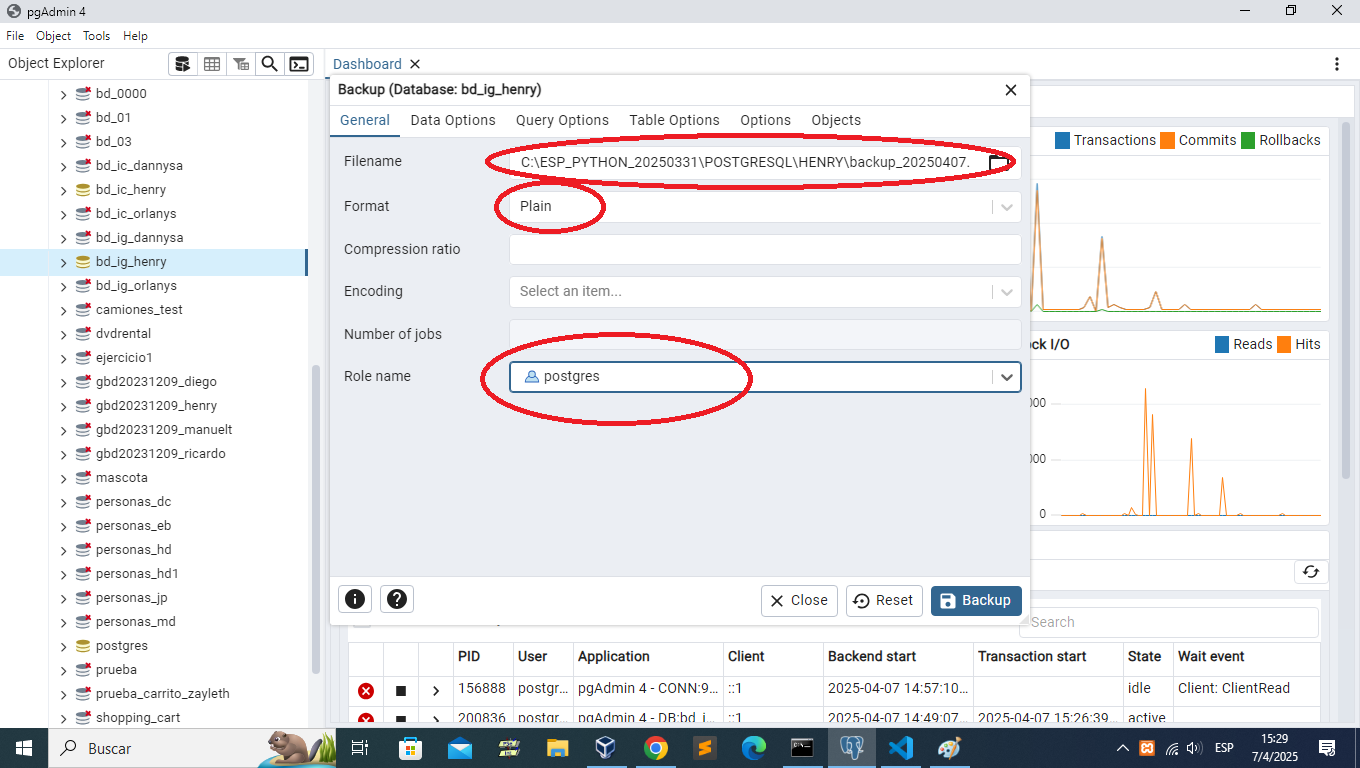 pgAdmin 4
File Object Tools Help
Object Explorer
Dashboard
bd_0000
bd_01
bd_03
bd_ic_dannysa
bd_ic_henry
bd_ic_orlanys
bd_ig_dannysa
bd_ig_henry
bd_ig_orlanys
camiones_test
dvdrental
ejercicio1
gbd20231209_diego
gbd20231209_henry
gbd20231209_manuelt
gbd20231209_ricardo
mascota
personas_dc
personas_eb
personas_hd
personas_hd1
personas_jp
personas_md
postgres
prueba
prueba_carrito_zayleth
shopping_cart
Backup (Database: bd_ig_henry)
General Data Options Query Options Table Options Options Objects
Filename C:\ESP_PYTHON_20250331\POSTGRESQL\HENRY\backup_20250407.
Format Plain
Compression ratio
Encoding Select an item...
Number of jobs
Role name postgres
Close Reset Backup
Transactions Commits Rollbacks
ck I/O Reads Hits
000
000
0
Search
PID User Application Client Backend start Transaction start State Wait event
156888 postgr... pgAdmin 4 - CONN:9... ::1 2025-04-07 14:57:10... idle Client: ClientRead
200836 postgr... pgAdmin 4 - DB:bd_i... ::1 2025-04-07 14:49:07... 2025-04-07 15:26:39... active
Buscar
ESP
15:29
7/4/2025